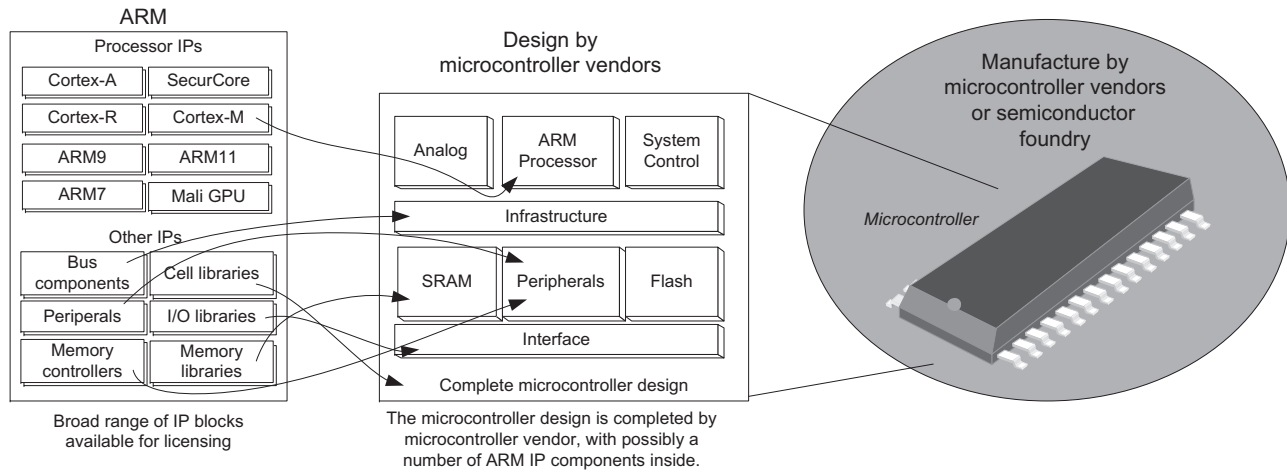 ARM
Processor IPs
Cortex-A
SecurCore
Cortex-R
Cortex-M
ARM9
ARM11
ARM7
Mali GPU
Other IPs
Bus
components
Cell libraries
Periperals
I/O libraries
Memory
controllers
Memory
libraries
Broad range of IP blocks
available for licensing
Design by
microcontroller vendors
Analog
ARM
Processor
System
Control
Infrastructure
SRAM
Peripherals
Flash
Interface
Complete microcontroller design
The microcontroller design is completed by
microcontroller vendor, with possibly a
number of ARM IP components inside.
Manufacture by
microcontroller vendors
or semiconductor
foundry
Microcontroller